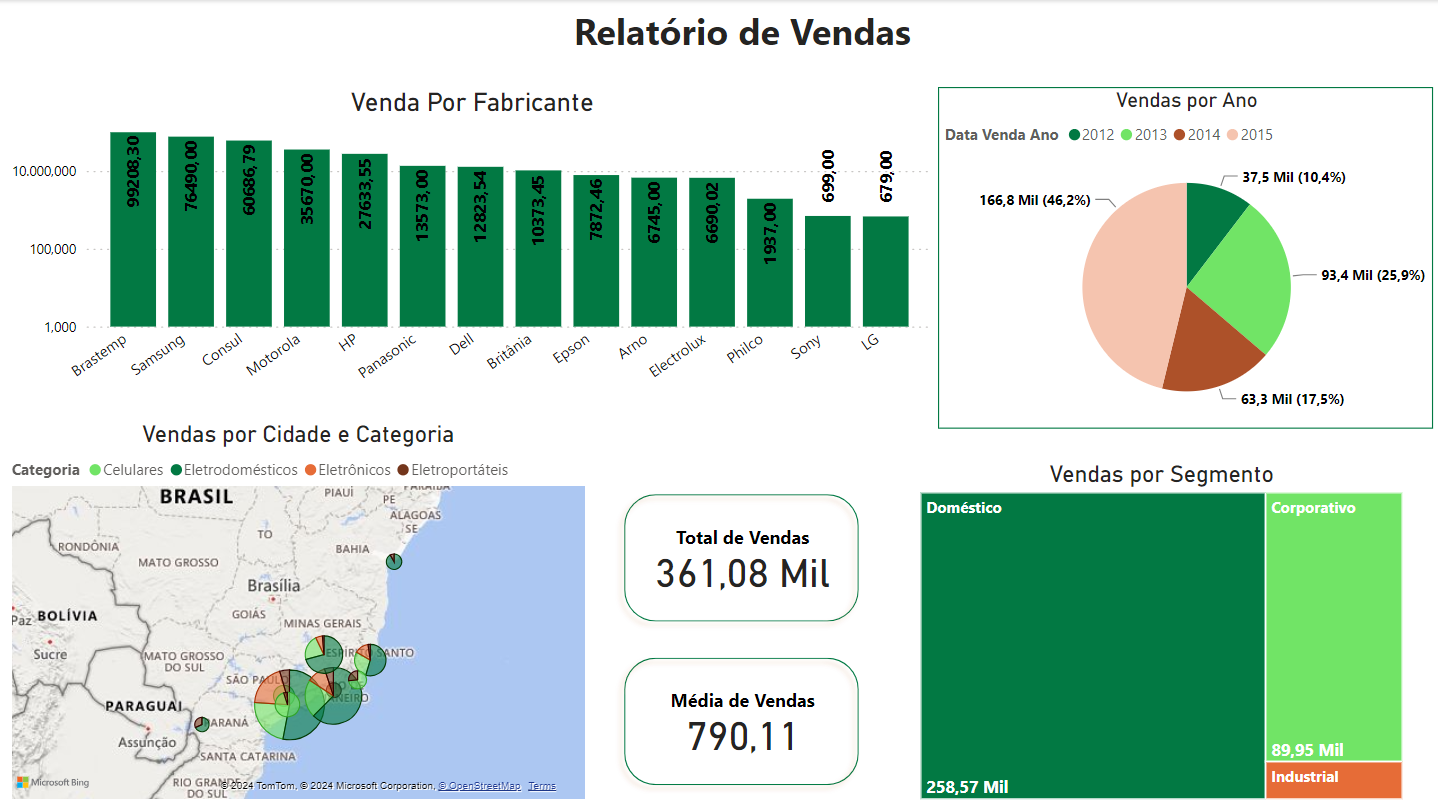 Relatório de Vendas
Venda Por Fabricante
10.000,000
100,000
1,000
99208,30
76490,00
60686,79
35670,00
27633,55
13573,00
12823,54
10373,45
7872,46
6745,00
6690,02
1937,00
699,00
679,00
Brastemp
Samsung
Consul
Motorola
HP
Panasonic
Dell
Britânia
Epson
Arno
Electrolux
Philco
Sony
LG
Vendas por Ano
Data Venda Ano 2012 2013 2014 2015
37,5 Mil (10,4%)
166,8 Mil (46,2%)
93,4 Mil (25,9%)
63,3 Mil (17,5%)
Vendas por Cidade e Categoria
Categoria Celulares Eletrodomésticos Eletrônicos Eletroportáteis
BRASIL
PIAUÍ
PARAÍBA
PE
ALAGOAS
SE
TO
RONDÔNIA
BAHIA
MATO GROSSO
Brasília
GOIÁS
BOLÍVIA
Paz
MINAS GERAIS
Sucre
ESPÍRITO SANTO
MATO GROSSO
DO SUL
SÃO PAULO
PARAGUAI
PARANÁ
Assunção
SANTA CATARINA
RIO GRANDE
DO SUL
Microsoft Bing
© 2024 TomTom, © 2024 Microsoft Corporation, © OpenStreetMap Terms
Total de Vendas
361,08 Mil
Média de Vendas
790,11
Vendas por Segmento
Doméstico
258,57 Mil
Corporativo
89,95 Mil
Industrial